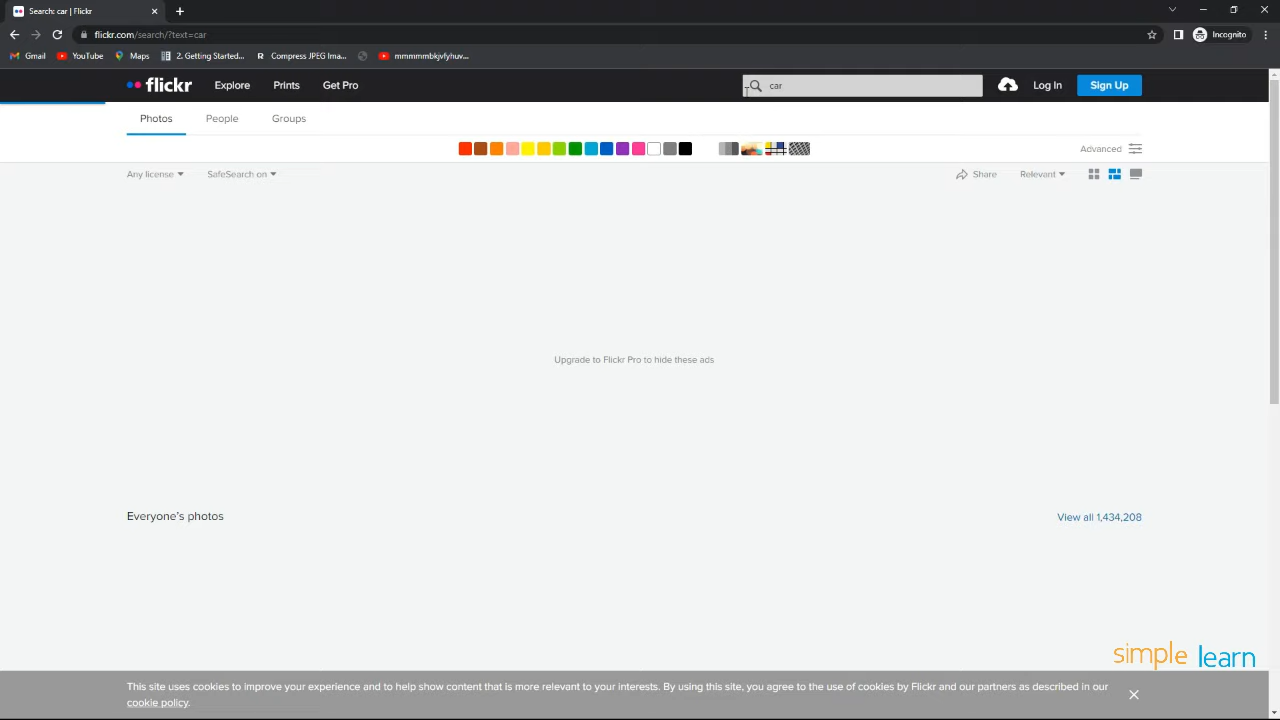 Search: car | Flickr
flickr.com/search/?text=car
Incognito
Gmail
YouTube
Maps
2. Getting Started...
Compress JPEG Ima...
mmmmmbkjvfyhuv...
flickr
Explore
Prints
Get Pro
car
Log In
Sign Up
Photos
People
Groups
Advanced
Any license
SafeSearch on
Share
Relevant
Upgrade to Flickr Pro to hide these ads
Everyone's photos
View all 1,434,208
simplelearn
This site uses cookies to improve your experience and to help show content that is more relevant to your interests. By using this site, you agree to the use of cookies by Flickr and our partners as described in our
cookie policy.